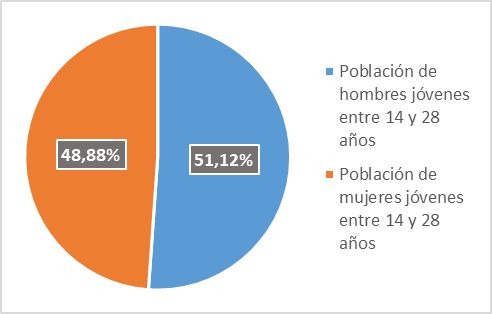 48,88%
51,12%
Población de
hombres jóvenes
entre 14 y 28
años
Población de
mujeres jóvenes
entre 14 y 28
años